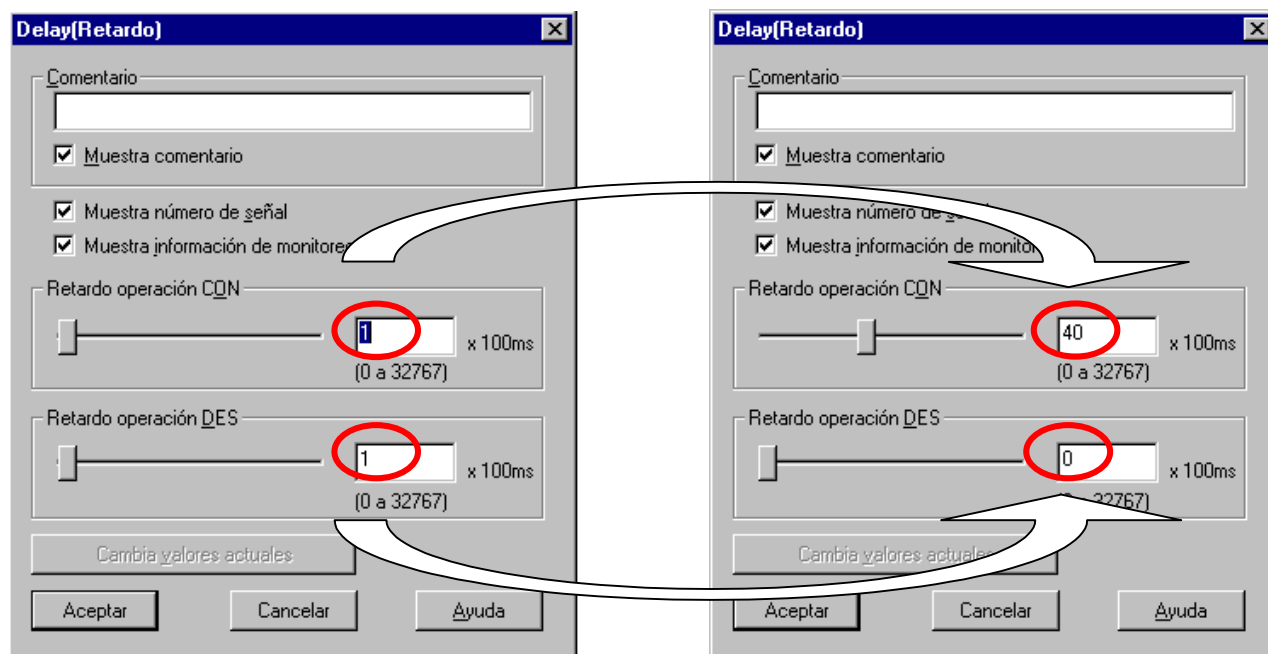 Delay(Retardo)
Comentario
Muestra comentario
Muestra número de señal
Muestra información de monitoreo
Retardo operación CON
1
x 100ms
(0 a 32767)
Retardo operación DES
1
x 100ms
(0 a 32767)
Cambia valores actuales
Aceptar
Cancelar
Ayuda
Delay(Retardo)
Comentario
Muestra comentario
Muestra número de
Muestra información de
Retardo operación CON
40
x 100ms
(0 a 32767)
Retardo operación DES
0
x 100ms
32767)
Cambia valores actuales
Aceptar
Cancelar
Ayuda